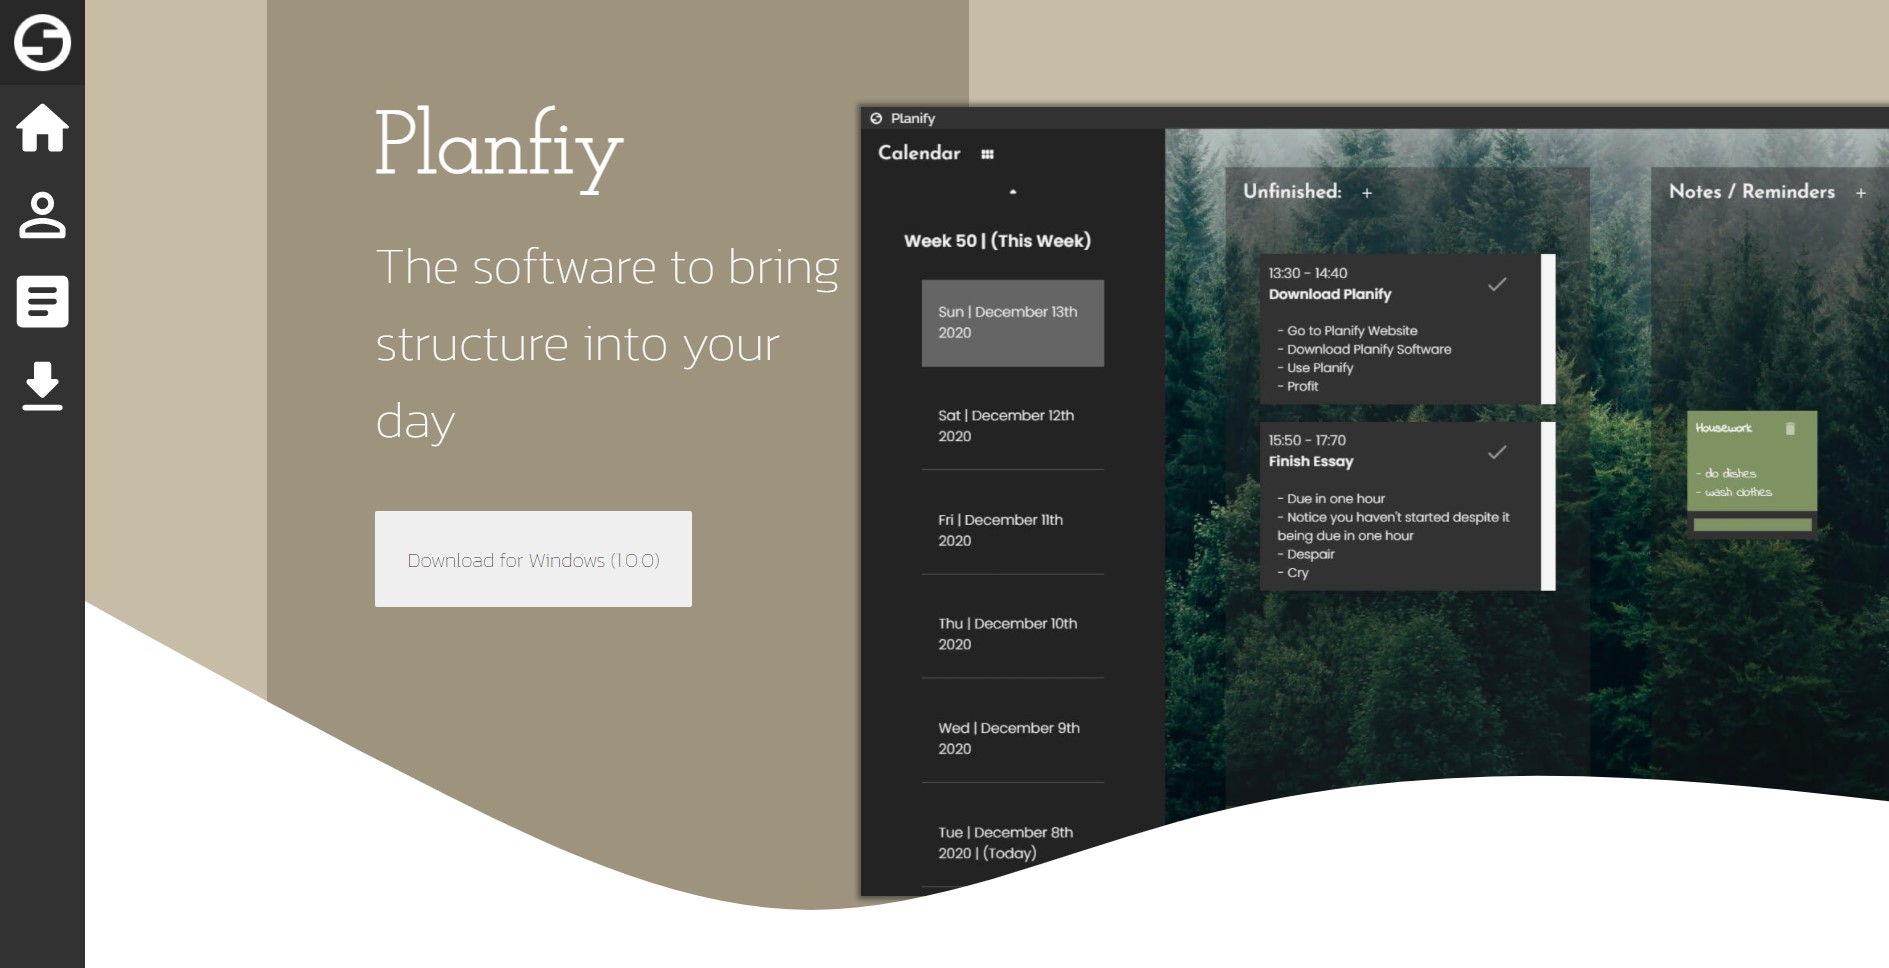 Planfiy
The software to bring
structure into your
day
Download for Windows (1.0.0)
Planify
Calendar
Week 50 | (This Week)
Sun | December 13th
2020
Sat | December 12th
2020
Fri | December 11th
2020
Thu | December 10th
2020
Wed | December 9th
2020
Tue | December 8th
2020 | (Today)
Unfinished: +
13:30 - 14:40
Download Planify
- Go to Planify Website
- Download Planify Software
- Use Planify
- Profit
15:50 - 17:70
Finish Essay
- Due in one hour
- Notice you haven't started despite it
being due in one hour
- Despair
- Cry
Notes / Reminders +
Housework
- do dishes
- wash clothes